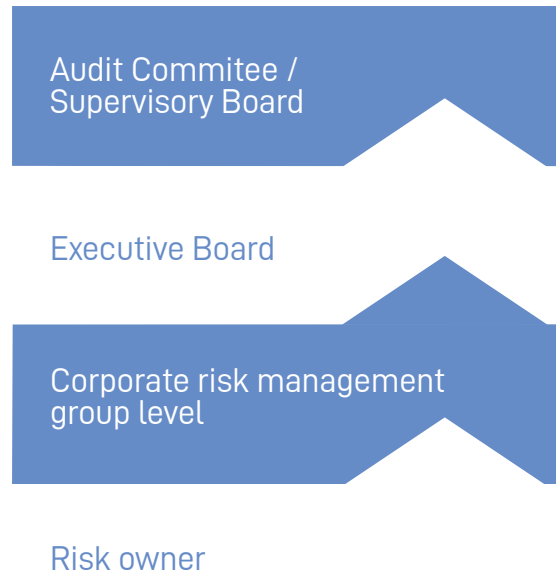 Audit Commitee /
Supervisory Board
Executive Board
Corporate risk management
group level
Risk owner